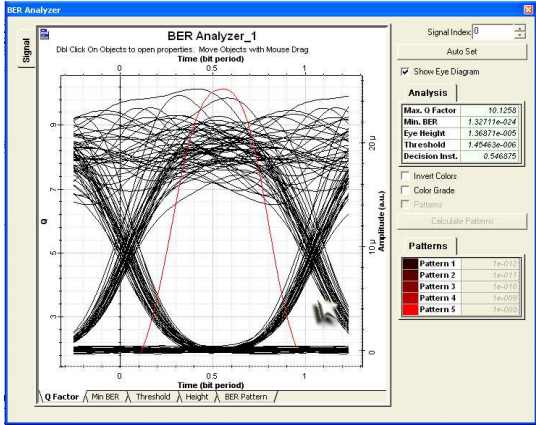 BER Analyzer
Signal
BER Analyzer_1
Dbl Click On Objects to open properties. Move Objects with Mouse Drag
Time (bit period)
0 0.5 1
9
7
5
3
Q
20 µ
10 µ
0
Amplitude (a.u.)
0 0.5 1
Time (bit period)
Q Factor
Min BER
Threshold
Height
BER Pattern
Signal Index: 0
Auto Set
Show Eye Diagram
Analysis
Max. Q Factor 10.1258
Min. BER 1.32711e-024
Eye Height 1.36871e-005
Threshold 1.45463e-006
Decision Inst. 0.546875
Invert Colors
Color Grade
Patterns
Calculate Patterns
Patterns
Pattern 1 1e-012
Pattern 2 1e-011
Pattern 3 1e-010
Pattern 4 1e-009
Pattern 5 1e-008